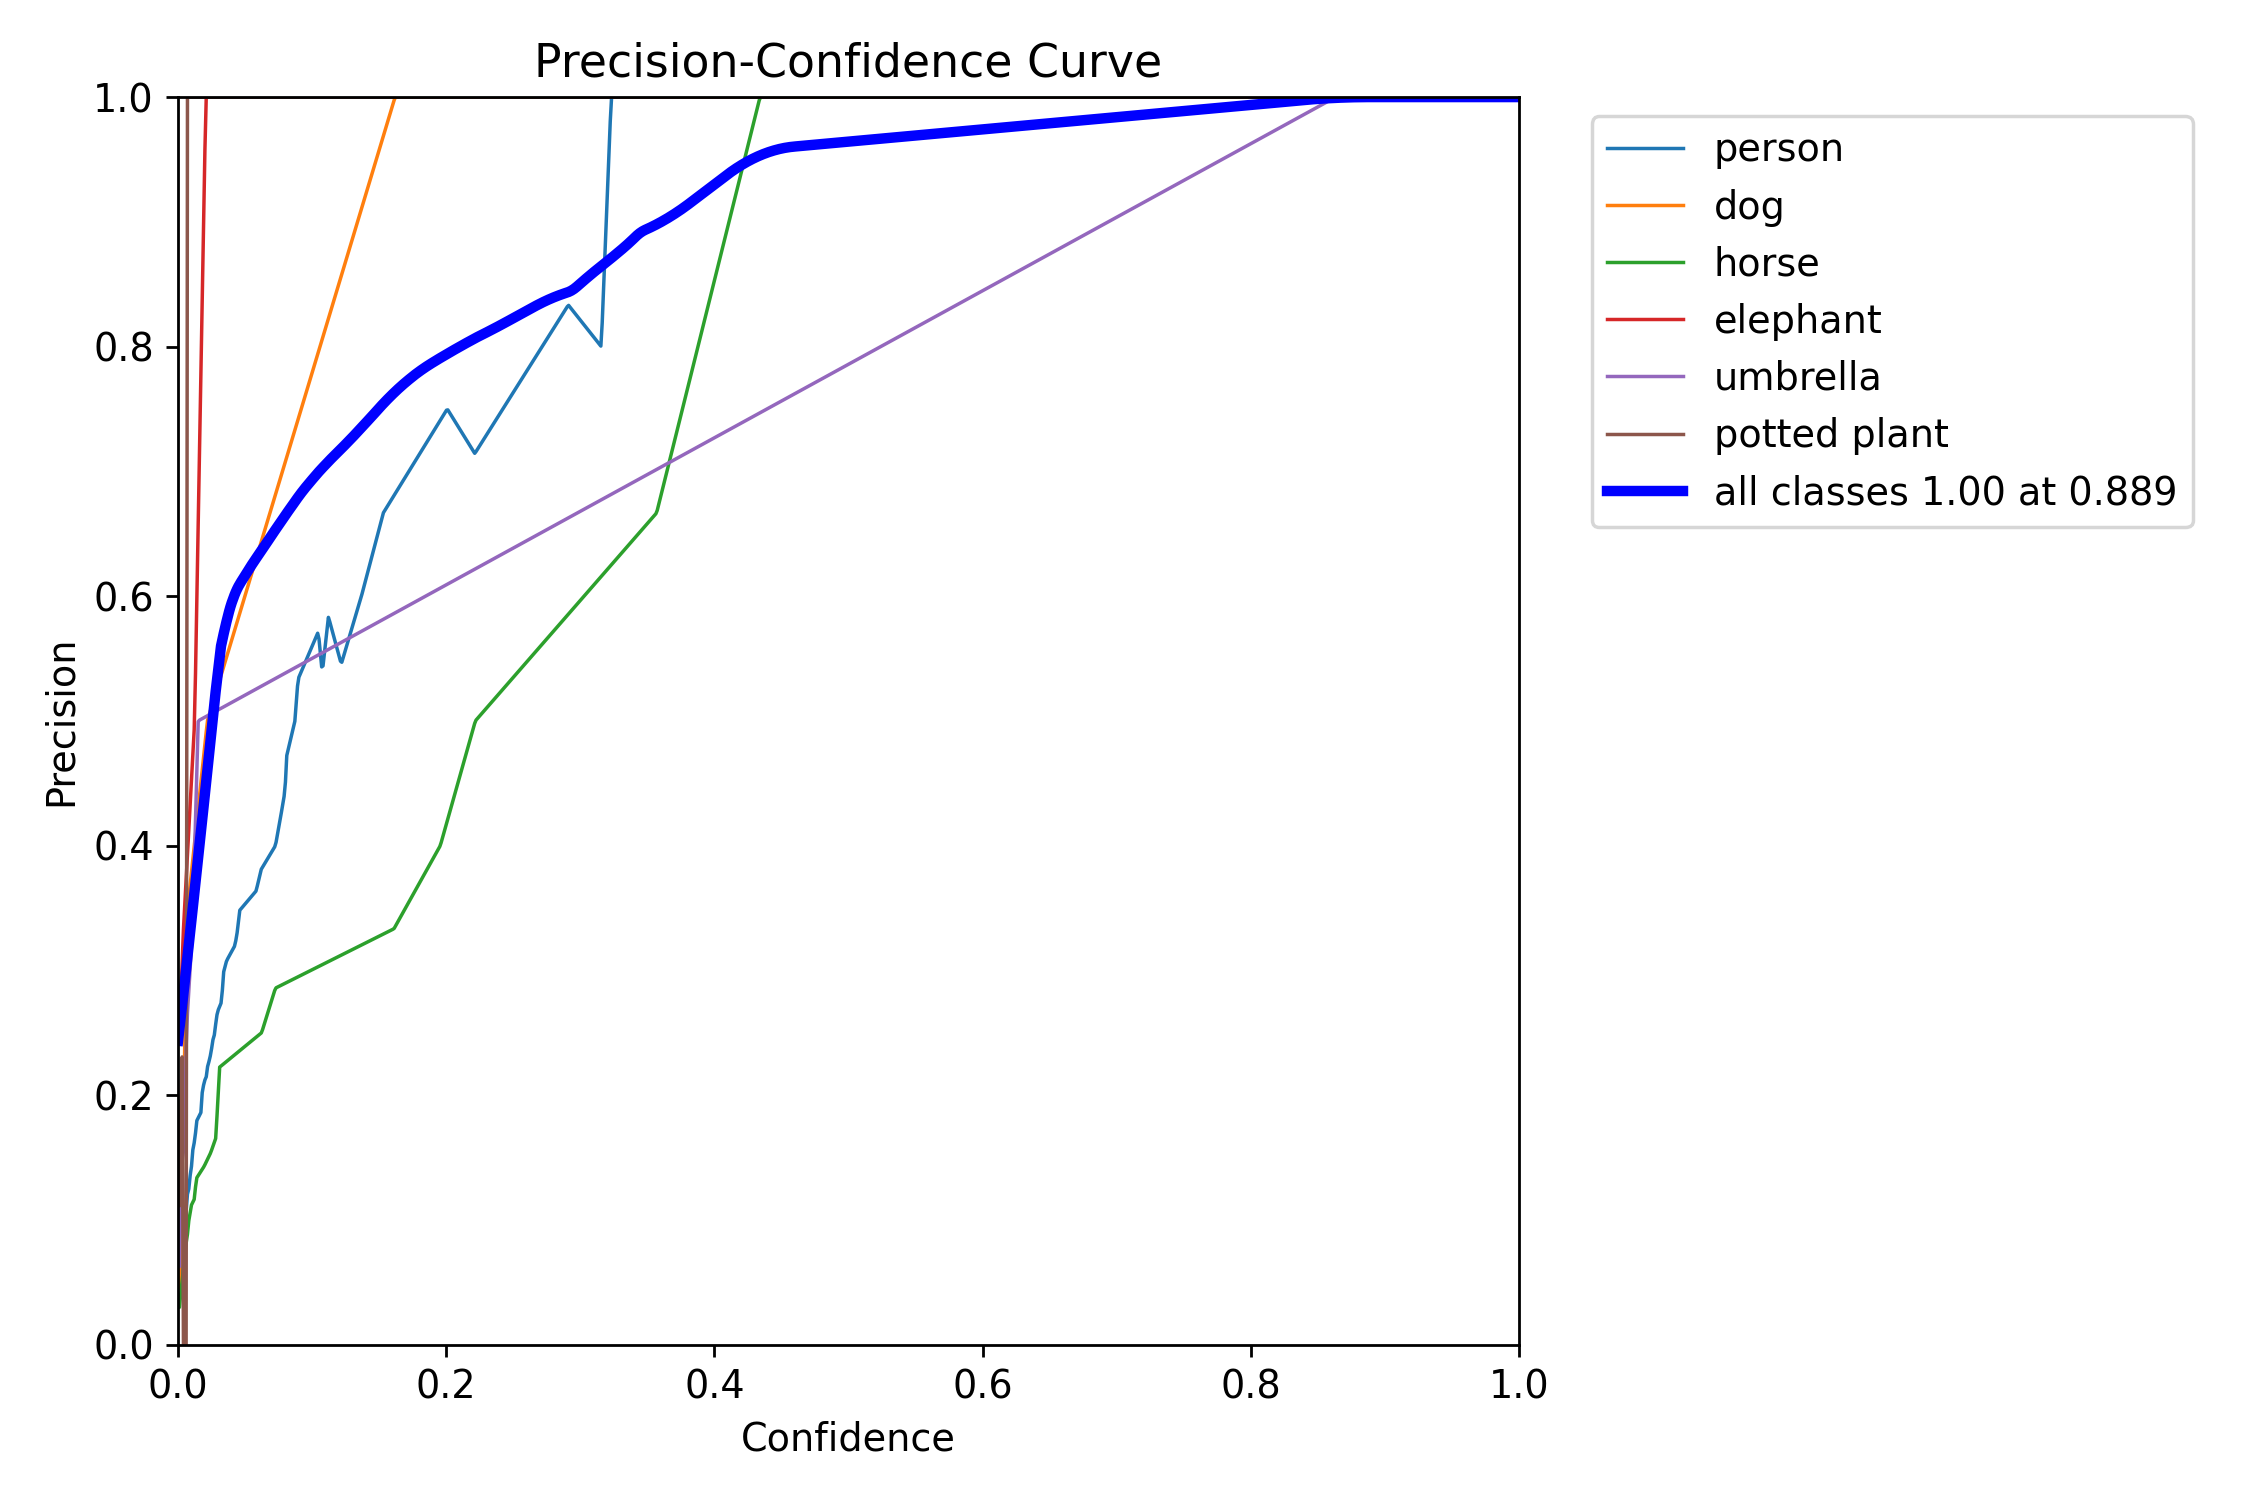 Precision-Confidence Curve
1.0
0.8
0.6
0.4
0.2
0.0
Precision
0.0 0.2 0.4 0.6 0.8 1.0
Confidence
person
dog
horse
elephant
umbrella
potted plant
all classes 1.00 at 0.889